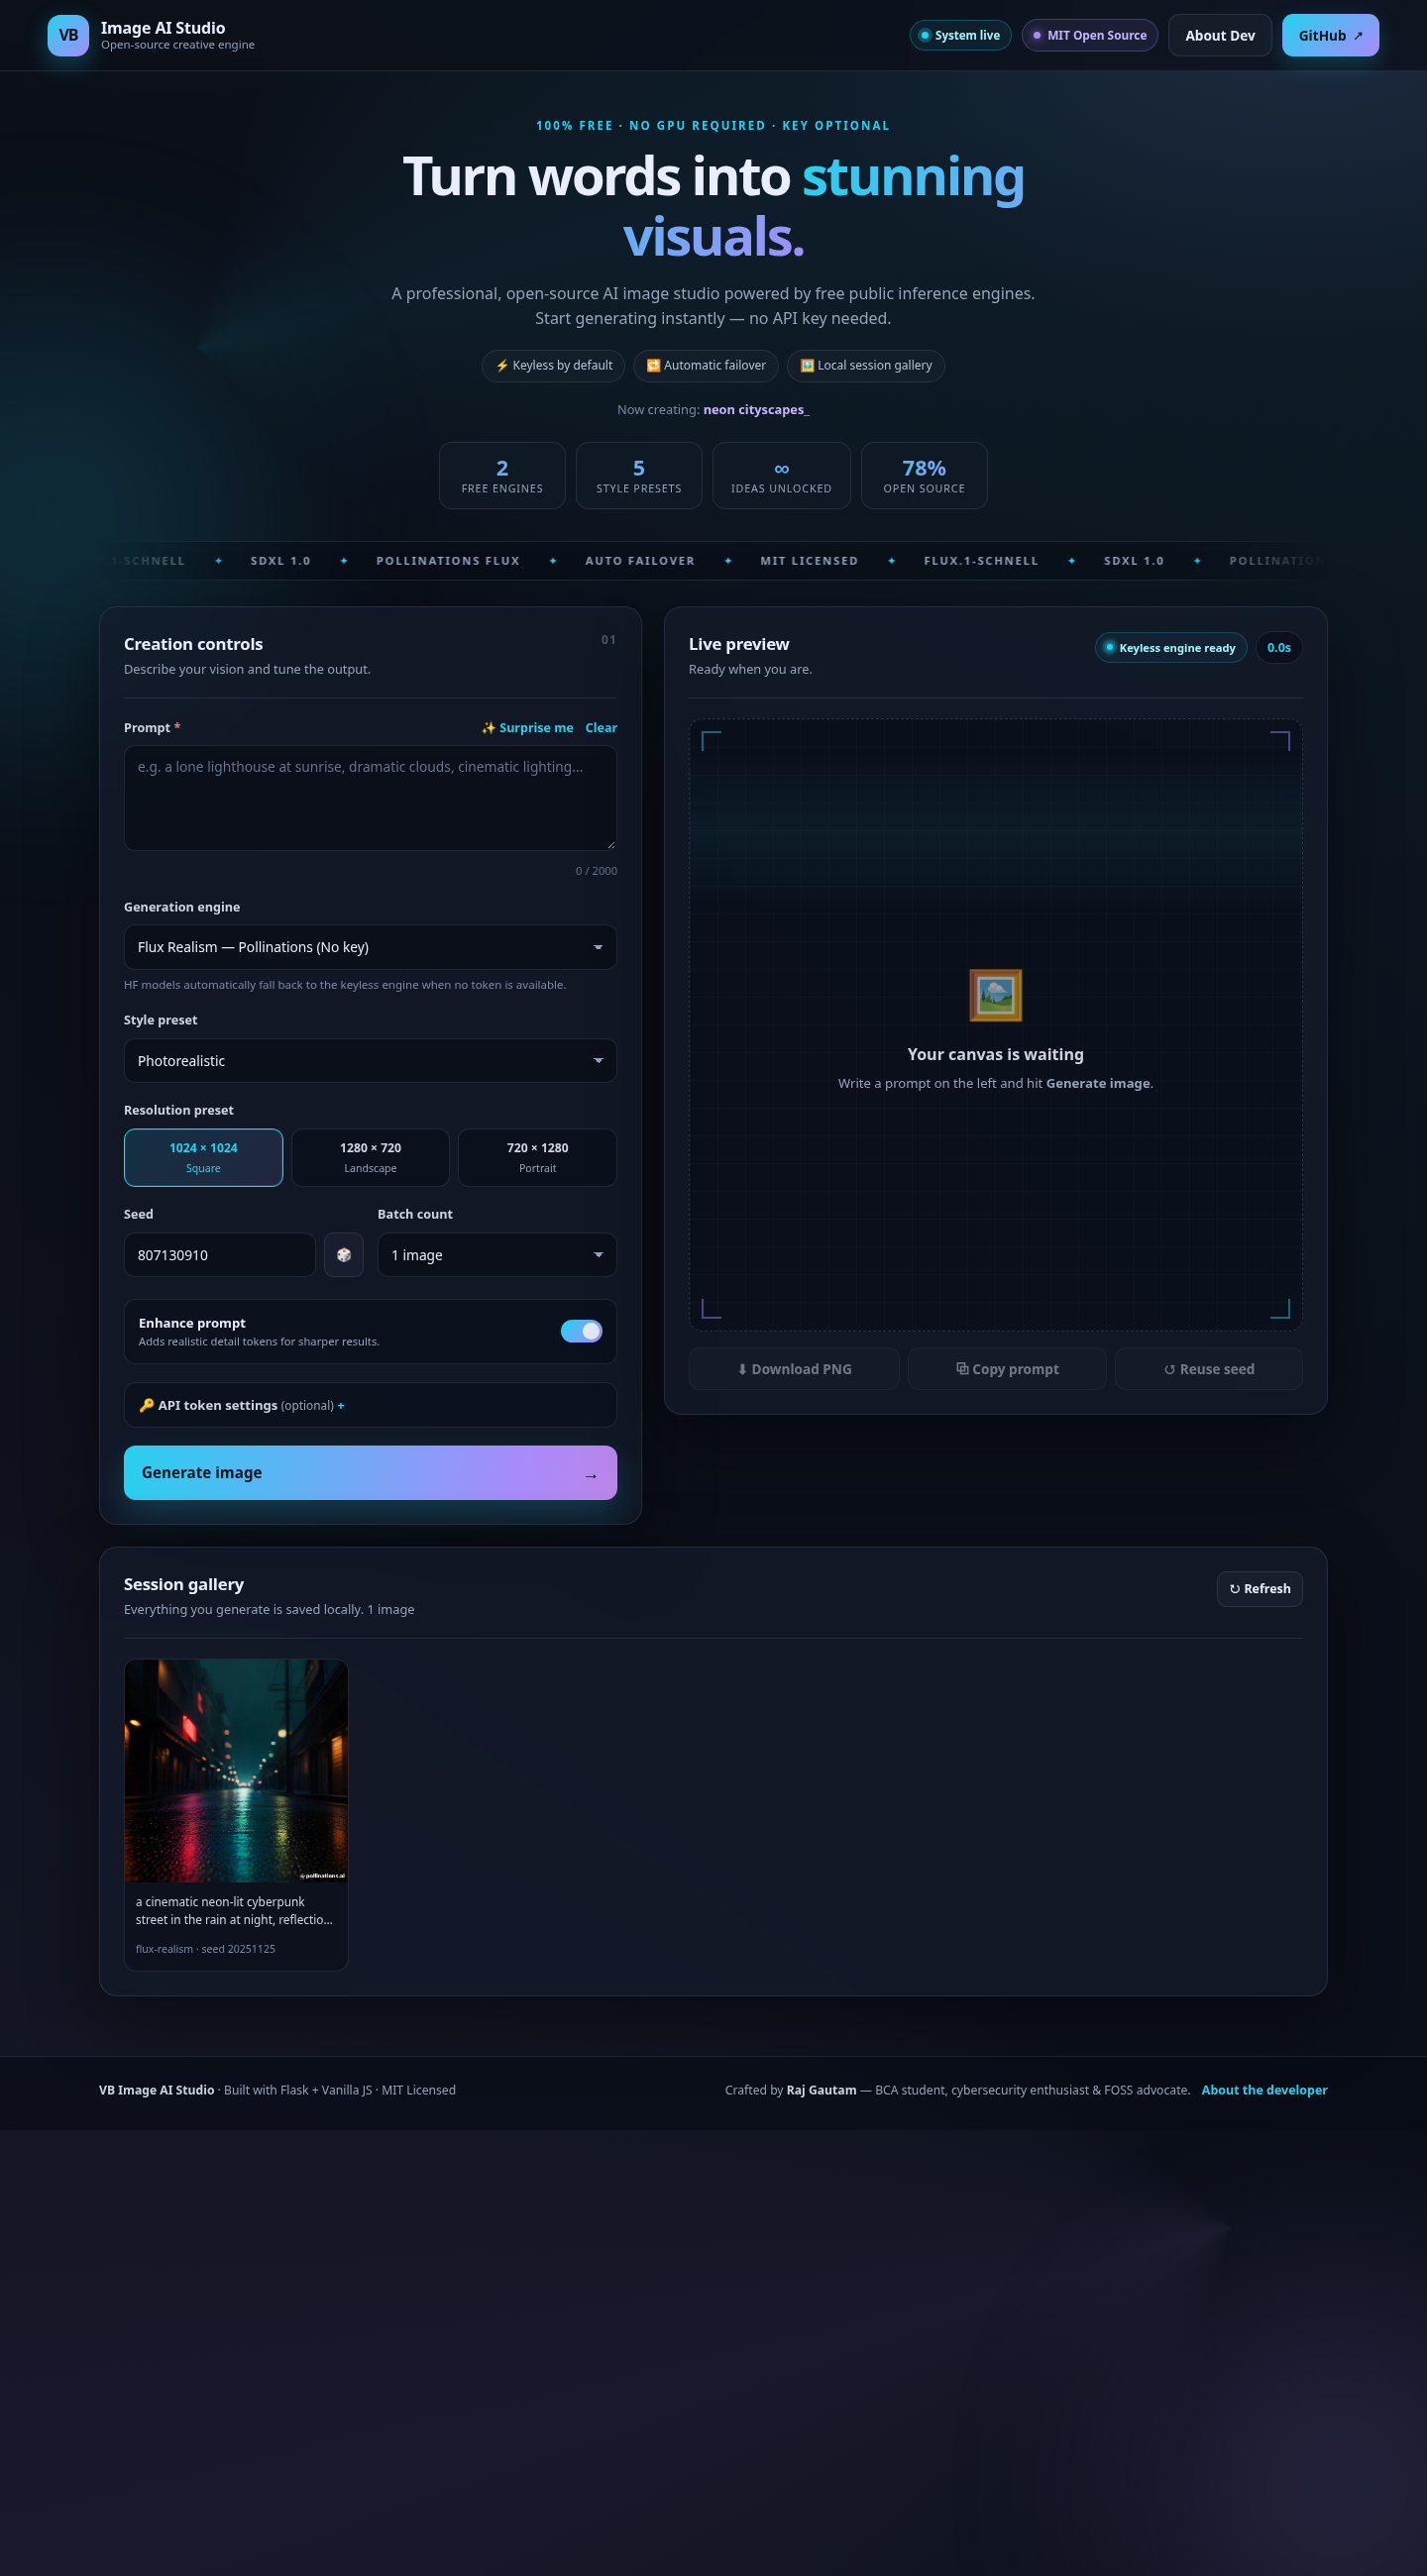 VB
Image AI Studio
Open-source creative engine
System live
MIT Open Source
About Dev
GitHub ↗
100% FREE · NO GPU REQUIRED · KEY OPTIONAL
Turn words into stunning
visuals.
A professional, open-source AI image studio powered by free public inference engines.
Start generating instantly — no API key needed.
⚡ Keyless by default
🔁 Automatic failover
🖼️ Local session gallery
Now creating: neon cityscapes_
2
FREE ENGINES
5
STYLE PRESETS
∞
IDEAS UNLOCKED
78%
OPEN SOURCE
.1-SCHNELL ✦ SDXL 1.0 ✦ POLLINATIONS FLUX ✦ AUTO FAILOVER ✦ MIT LICENSED ✦ FLUX.1-SCHNELL ✦ SDXL 1.0 ✦ POLLINATION
Creation controls
01
Describe your vision and tune the output.
Prompt *
✨ Surprise me
Clear
e.g. a lone lighthouse at sunrise, dramatic clouds, cinematic lighting...
0 / 2000
Generation engine
Flux Realism — Pollinations (No key)
HF models automatically fall back to the keyless engine when no token is available.
Style preset
Photorealistic
Resolution preset
1024 × 1024
Square
1280 × 720
Landscape
720 × 1280
Portrait
Seed
807130910
Batch count
1 image
Enhance prompt
Adds realistic detail tokens for sharper results.
🔑 API token settings (optional) +
Generate image →
Live preview
Ready when you are.
Keyless engine ready
0.0s
Your canvas is waiting
Write a prompt on the left and hit Generate image.
⬇ Download PNG
⿻ Copy prompt
↺ Reuse seed
Session gallery
Everything you generate is saved locally. 1 image
↻ Refresh
pollinations.ai
a cinematic neon-lit cyberpunk
street in the rain at night, reflectio...
flux-realism · seed 20251125
VB Image AI Studio · Built with Flask + Vanilla JS · MIT Licensed
Crafted by Raj Gautam — BCA student, cybersecurity enthusiast & FOSS advocate.
About the developer